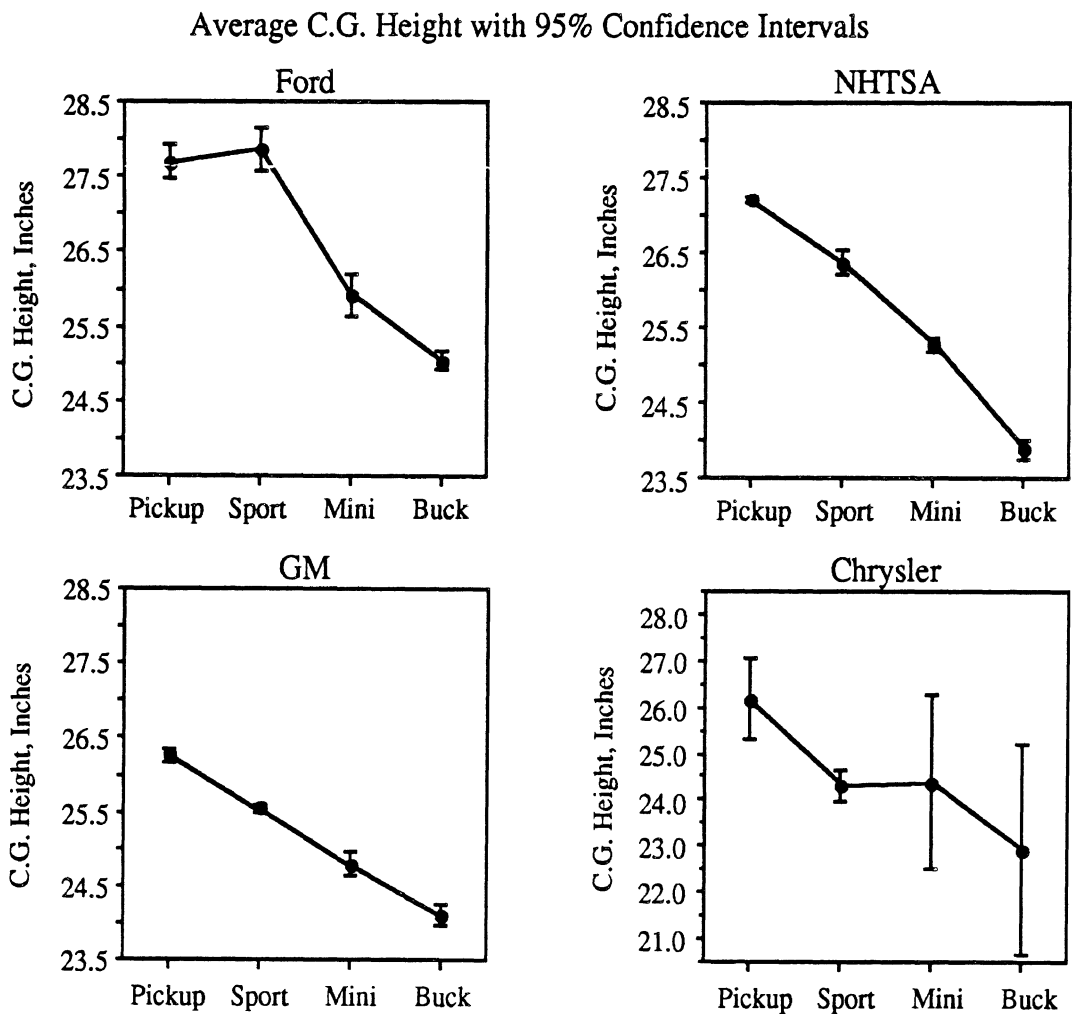 Average C.G. Height with 95% Confidence Intervals
Ford
C.G. Height, Inches
28.5
27.5
26.5
25.5
24.5
23.5
Pickup Sport Mini Buck
NHTSA
C.G. Height, Inches
28.5
27.5
26.5
25.5
24.5
23.5
Pickup Sport Mini Buck
GM
C.G. Height, Inches
28.5
27.5
26.5
25.5
24.5
23.5
Pickup Sport Mini Buck
Chrysler
C.G. Height, Inches
28.0
27.0
26.0
25.0
24.0
23.0
22.0
21.0
Pickup Sport Mini Buck